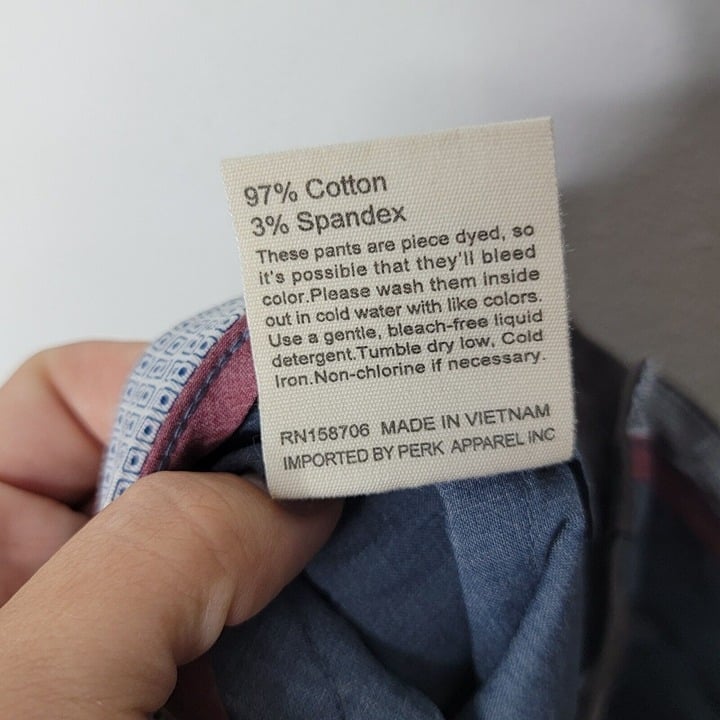 97% Cotton
3% Spandex
These pants are piece dyed, so
it's possible that they'll bleed
color.Please wash them inside
out in cold water with like colors.
Use a gentle, bleach-free liquid
detergent.Tumble dry low, Cold
Iron.Non-chlorine if necessary.
RN158706 MADE IN VIETNAM
IMPORTED BY PERK APPAREL INC